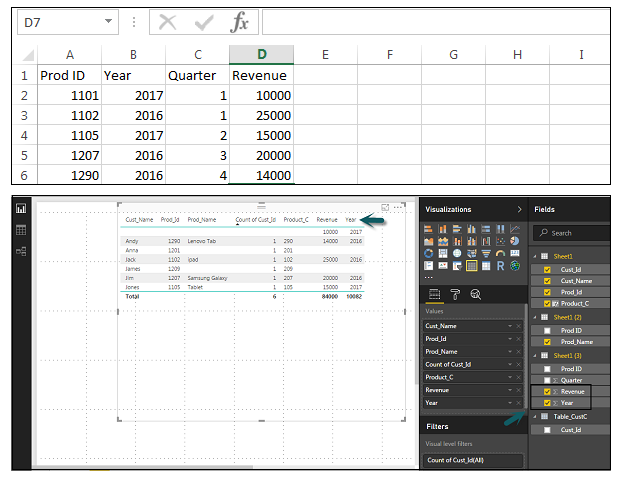 D7 fx
A B C D E F G H I
1 Prod ID Year Quarter Revenue
2 1101 2017 1 10000
3 1102 2016 1 25000
4 1105 2017 2 15000
5 1207 2016 3 20000
6 1290 2016 4 14000
Cust_Name Prod_Id Prod_Name Count of Cust_Id Product_C Revenue Year
10000 2017
Andy 1290 Lenovo Tab 1 290 14000 2016
Anna 1201 1 201
Jack 1102 ipad 1 102 25000 2016
James 1209 1 209
Jim 1207 Samsung Galaxy 1 207 20000 2016
Jones 1105 Tablet 1 105 15000 2017
Total 6 84000 10082
Visualizations
R
Values
Cust_Name
Prod_Id
Prod_Name
Count of Cust_Id
Product_C
Revenue
Year
Filters
Visual level filters
Count of Cust_Id(All)
Fields
Search
Sheet1
Cust_Id
Cust_Name
Prod_Id
Product_C
Sheet1 (2)
Prod ID
Prod_Name
Sheet1 (3)
Prod ID
Σ Quarter
Σ Revenue
Σ Year
Table_CustC
Cust_Id